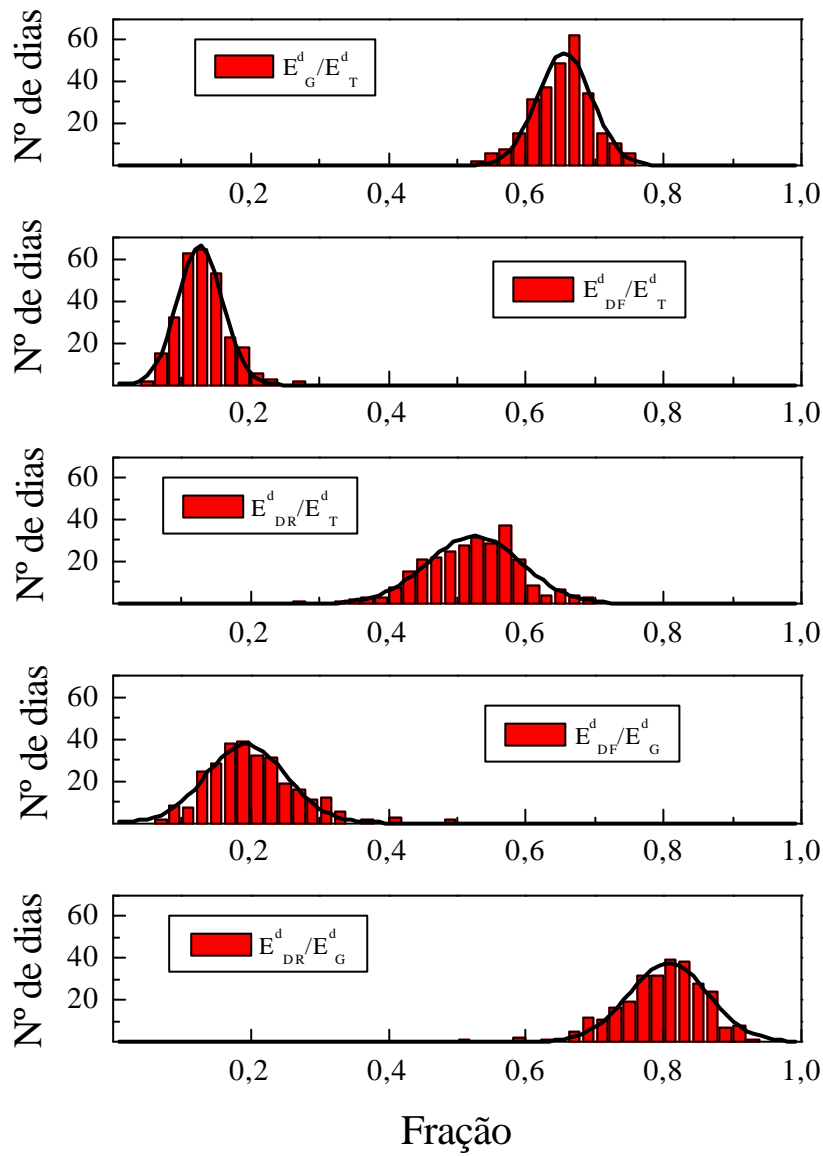 Nº de dias
60
40
20
E^d_G/E^d_T
0,2 0,4 0,6 0,8 1,0
Nº de dias
60
40
20
E^d_DF/E^d_T
0,2 0,4 0,6 0,8 1,0
Nº de dias
60
40
20
E^d_DR/E^d_T
0,2 0,4 0,6 0,8 1,0
Nº de dias
60
40
20
E^d_DF/E^d_G
0,2 0,4 0,6 0,8 1,0
Nº de dias
60
40
20
E^d_DR/E^d_G
0,2 0,4 0,6 0,8 1,0
Fração